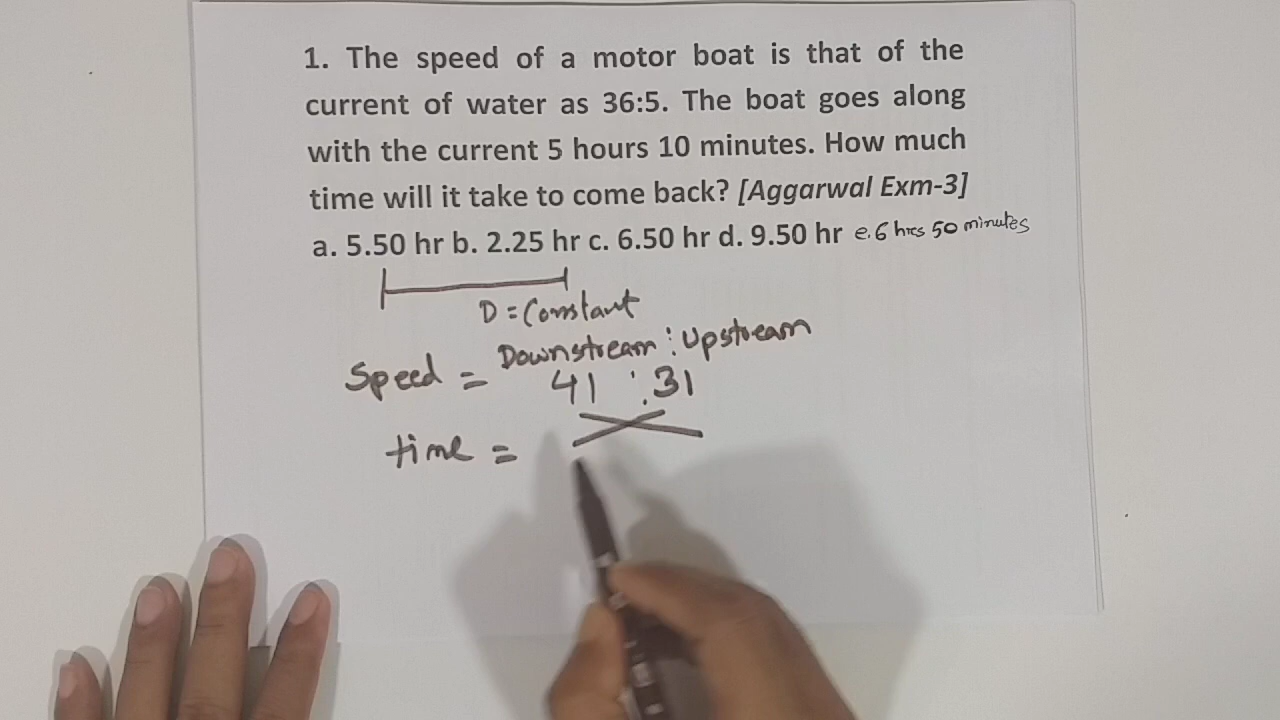 1. The speed of a motor boat is that of the
current of water as 36:5. The boat goes along
with the current 5 hours 10 minutes. How much
time will it take to come back? [Aggarwal Exm-3]
a. 5.50 hr b. 2.25 hr c. 6.50 hr d. 9.50 hr e. 6 hrs 50 minutes
D = Constant
Speed = Downstream : Upstream
41 : 31
time =